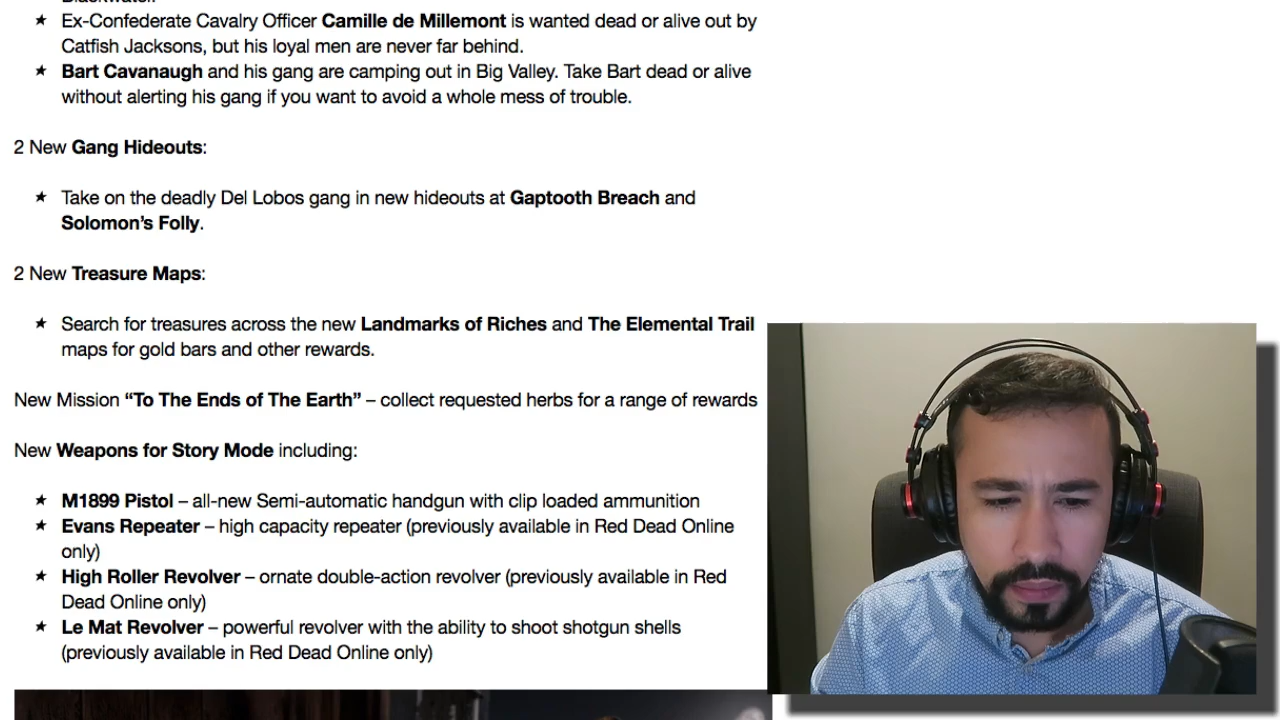 ★ Ex-Confederate Cavalry Officer Camille de Millemont is wanted dead or alive out by
Catfish Jacksons, but his loyal men are never far behind.
★ Bart Cavanaugh and his gang are camping out in Big Valley. Take Bart dead or alive
without alerting his gang if you want to avoid a whole mess of trouble.
2 New Gang Hideouts:
★ Take on the deadly Del Lobos gang in new hideouts at Gaptooth Breach and
Solomon’s Folly.
2 New Treasure Maps:
★ Search for treasures across the new Landmarks of Riches and The Elemental Trail
maps for gold bars and other rewards.
New Mission “To The Ends of The Earth” – collect requested herbs for a range of rewards
New Weapons for Story Mode including:
★ M1899 Pistol – all-new Semi-automatic handgun with clip loaded ammunition
★ Evans Repeater – high capacity repeater (previously available in Red Dead Online
only)
★ High Roller Revolver – ornate double-action revolver (previously available in Red
Dead Online only)
★ Le Mat Revolver – powerful revolver with the ability to shoot shotgun shells
(previously available in Red Dead Online only)